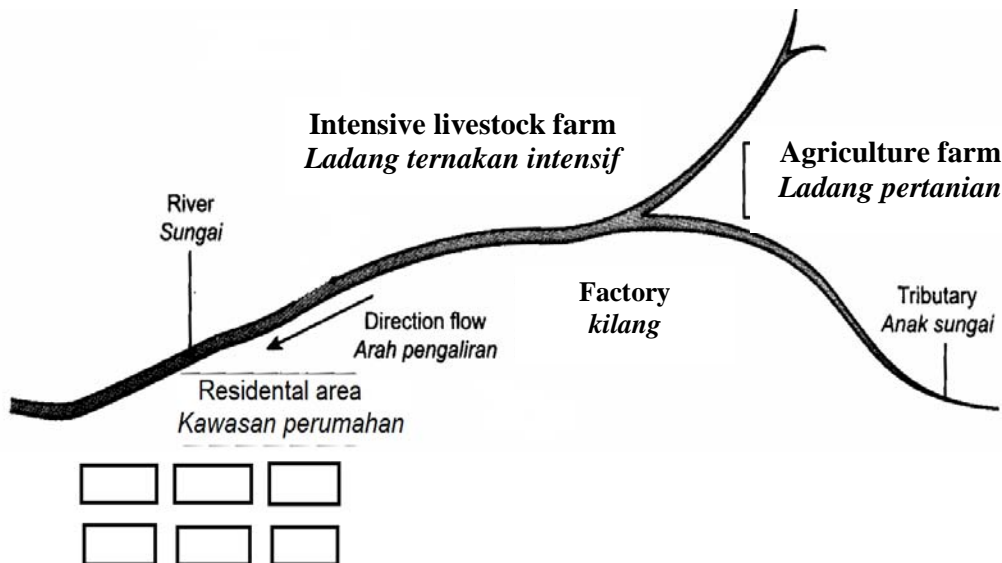 Intensive livestock farm
Ladang ternakan intensif
Agriculture farm
Ladang pertanian
River
Sungai
Factory
kilang
Tributary
Anak sungai
Direction flow
Arah pengaliran
Residental area
Kawasan perumahan